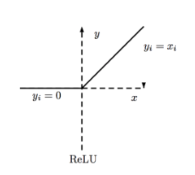 y
y_i = x_i
y_i = 0
x
ReLU